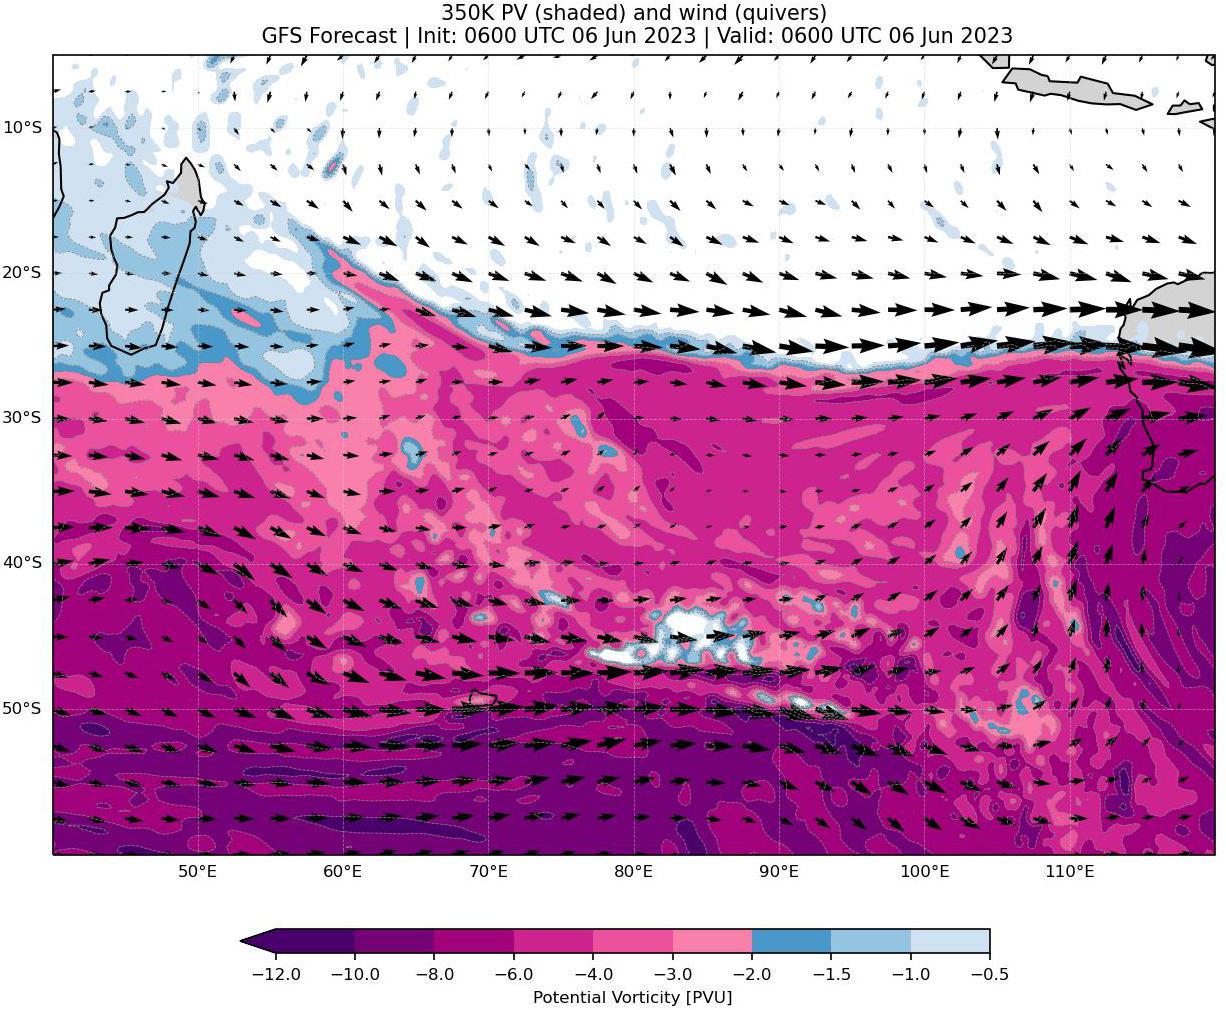 350K PV (shaded) and wind (quivers)
GFS Forecast | Init: 0600 UTC 06 Jun 2023 | Valid: 0600 UTC 06 Jun 2023
10°S
20°S
30°S
40°S
50°S
50°E 60°E 70°E 80°E 90°E 100°E 110°E
−12.0 −10.0 −8.0 −6.0 −4.0 −3.0 −2.0 −1.5 −1.0 −0.5
Potential Vorticity [PVU]